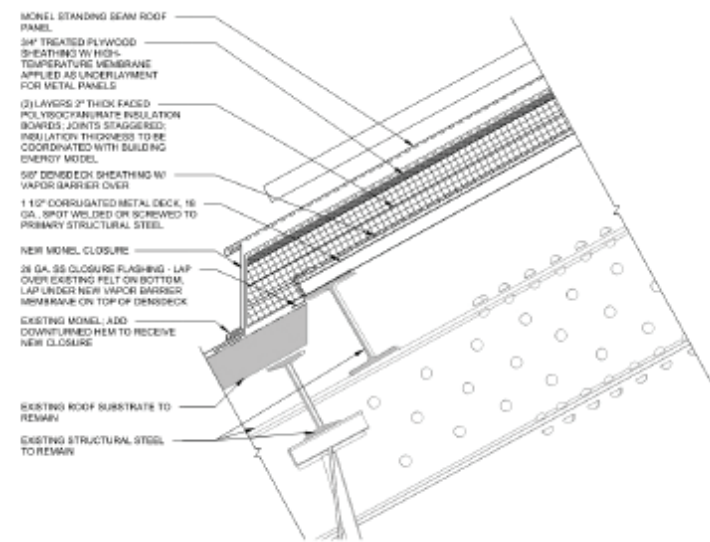 MONEL STANDING SEAM ROOF
PANEL
3/4" TREATED PLYWOOD
SHEATHING W/ HIGH-
TEMPERATURE MEMBRANE
APPLIED AS UNDERLAYMENT
FOR METAL PANELS
(2) LAYERS 2" THICK FACED
POLYISOCYANURATE INSULATION
BOARDS; JOINTS STAGGERED;
INSULATION THICKNESS TO BE
COORDINATED WITH BUILDING
ENERGY MODEL
5/8" DENSDECK SHEATHING W/
VAPOR BARRIER OVER
1 1/2" CORRUGATED METAL DECK, 18
GA., SPOT WELDED OR SCREWED TO
PRIMARY STRUCTURAL STEEL
NEW MONEL CLOSURE
26 GA. SS CLOSURE FLASHING - LAP
OVER EXISTING FELT ON BOTTOM,
LAP UNDER NEW VAPOR BARRIER
MEMBRANE ON TOP OF DENSDECK
EXISTING MONEL; ADD
DOWNTURNED HEM TO RECEIVE
NEW CLOSURE
EXISTING ROOF SUBSTRATE TO
REMAIN
EXISTING STRUCTURAL STEEL
TO REMAIN